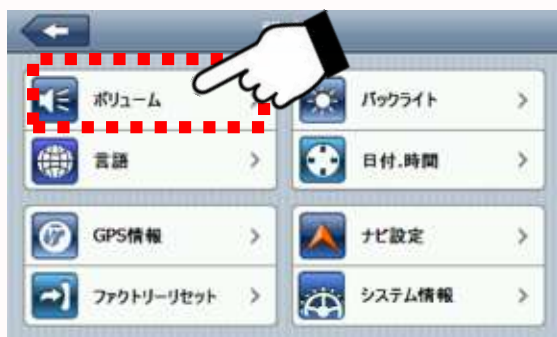 ボリューム
バックライト
言語
日付.時間
GPS情報
ナビ設定
ファクトリーリセット
システム情報